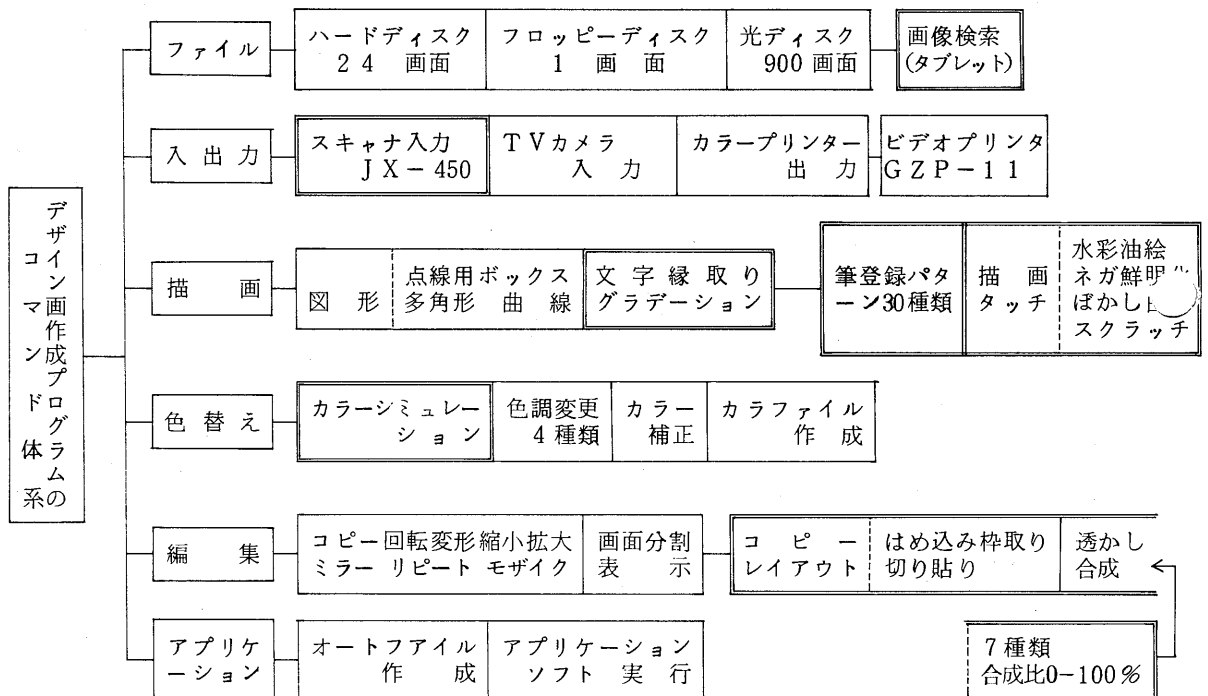 デザイン画作成プログラムの
コマンド体系
ファイル
ハードディスク
24 画面
フロッピーディスク
1 画面
光ディスク
900画面
画像検索
(タブレット)
入出力
スキャナ入力
JX-450
TVカメラ
入力
カラープリンター
出力
ビデオプリンタ
GZP-11
描画
図形
点線用ボックス
多角形 曲線
文字縁取り
グラデーション
筆登録パタ
ーン30種類
描画
タッチ
水彩油絵
ネガ鮮明
ぼかし
スクラッチ
色替え
カラーシミュレー
ション
色調変更
4種類
カラー
補正
カラファイル
作成
編集
コピー回転変形縮小拡大
ミラー リピート モザイク
画面分割
表示
コピー
レイアウト
はめ込み枠取り
切り貼り
透かし
合成
7種類
合成比0-100%
アプリケ
ーション
オートファイル
作成
アプリケーション
ソフト実行